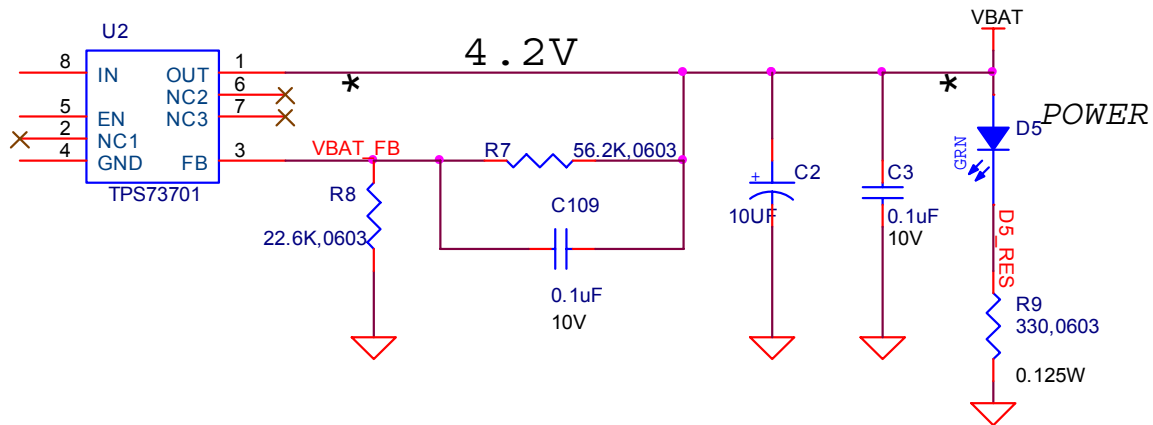 VBAT
U2
4.2V
8
IN
OUT
1
*
*
NC2
6
POWER
5
EN
NC3
7
D5
2
NC1
GRN
4
GND
FB
3
VBAT_FB
R7
56.2K,0603
TPS73701
R8
C109
+
C2
C3
22.6K,0603
10UF
0.1uF
10V
D5_RES
0.1uF
10V
R9
330,0603
0.125W